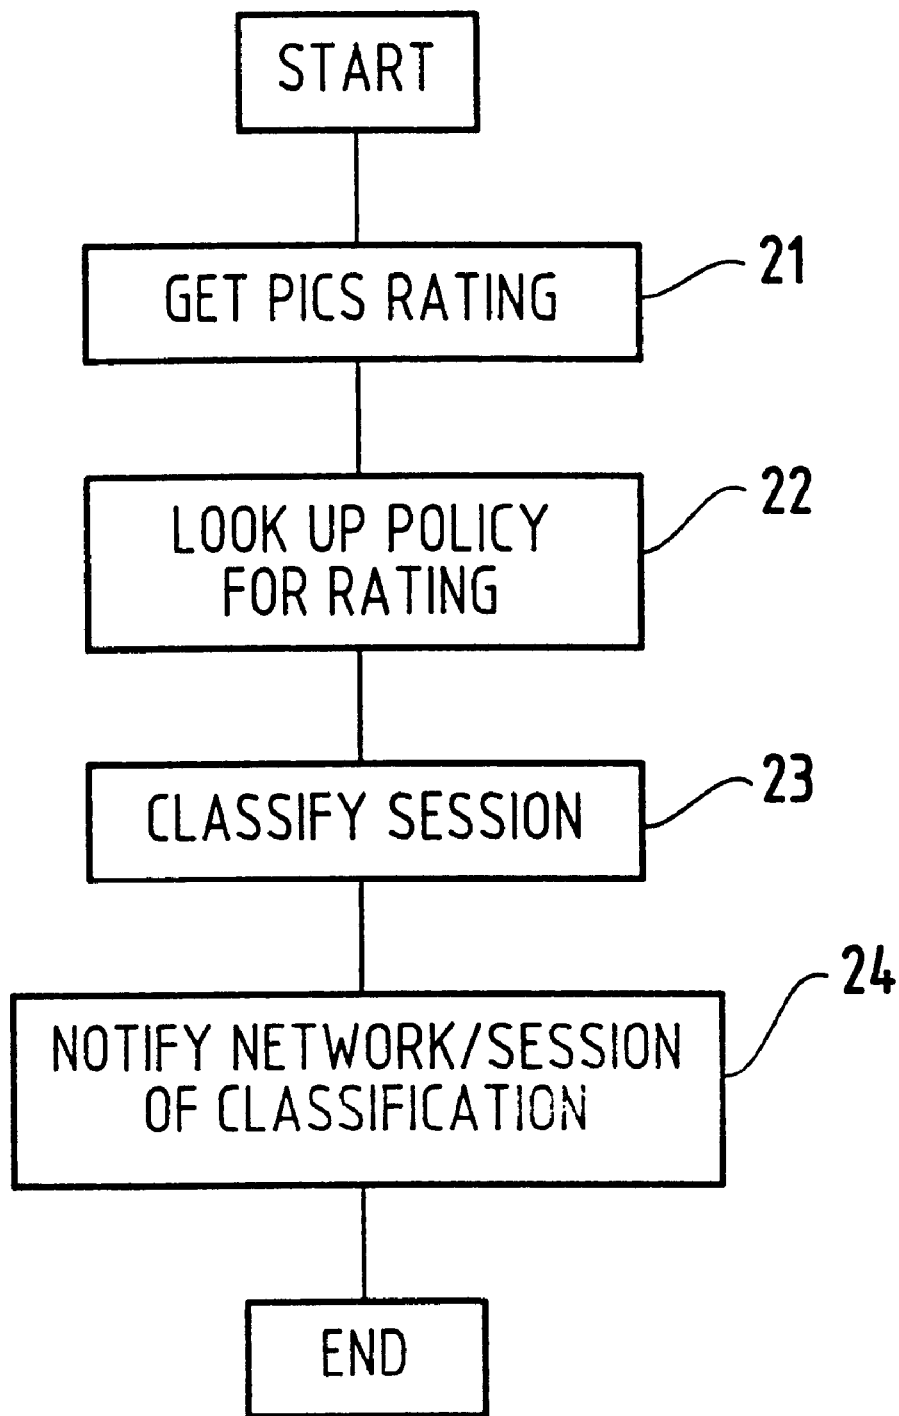 START
GET PICS RATING
21
LOOK UP POLICY
FOR RATING
22
CLASSIFY SESSION
23
NOTIFY NETWORK/SESSION
OF CLASSIFICATION
24
END